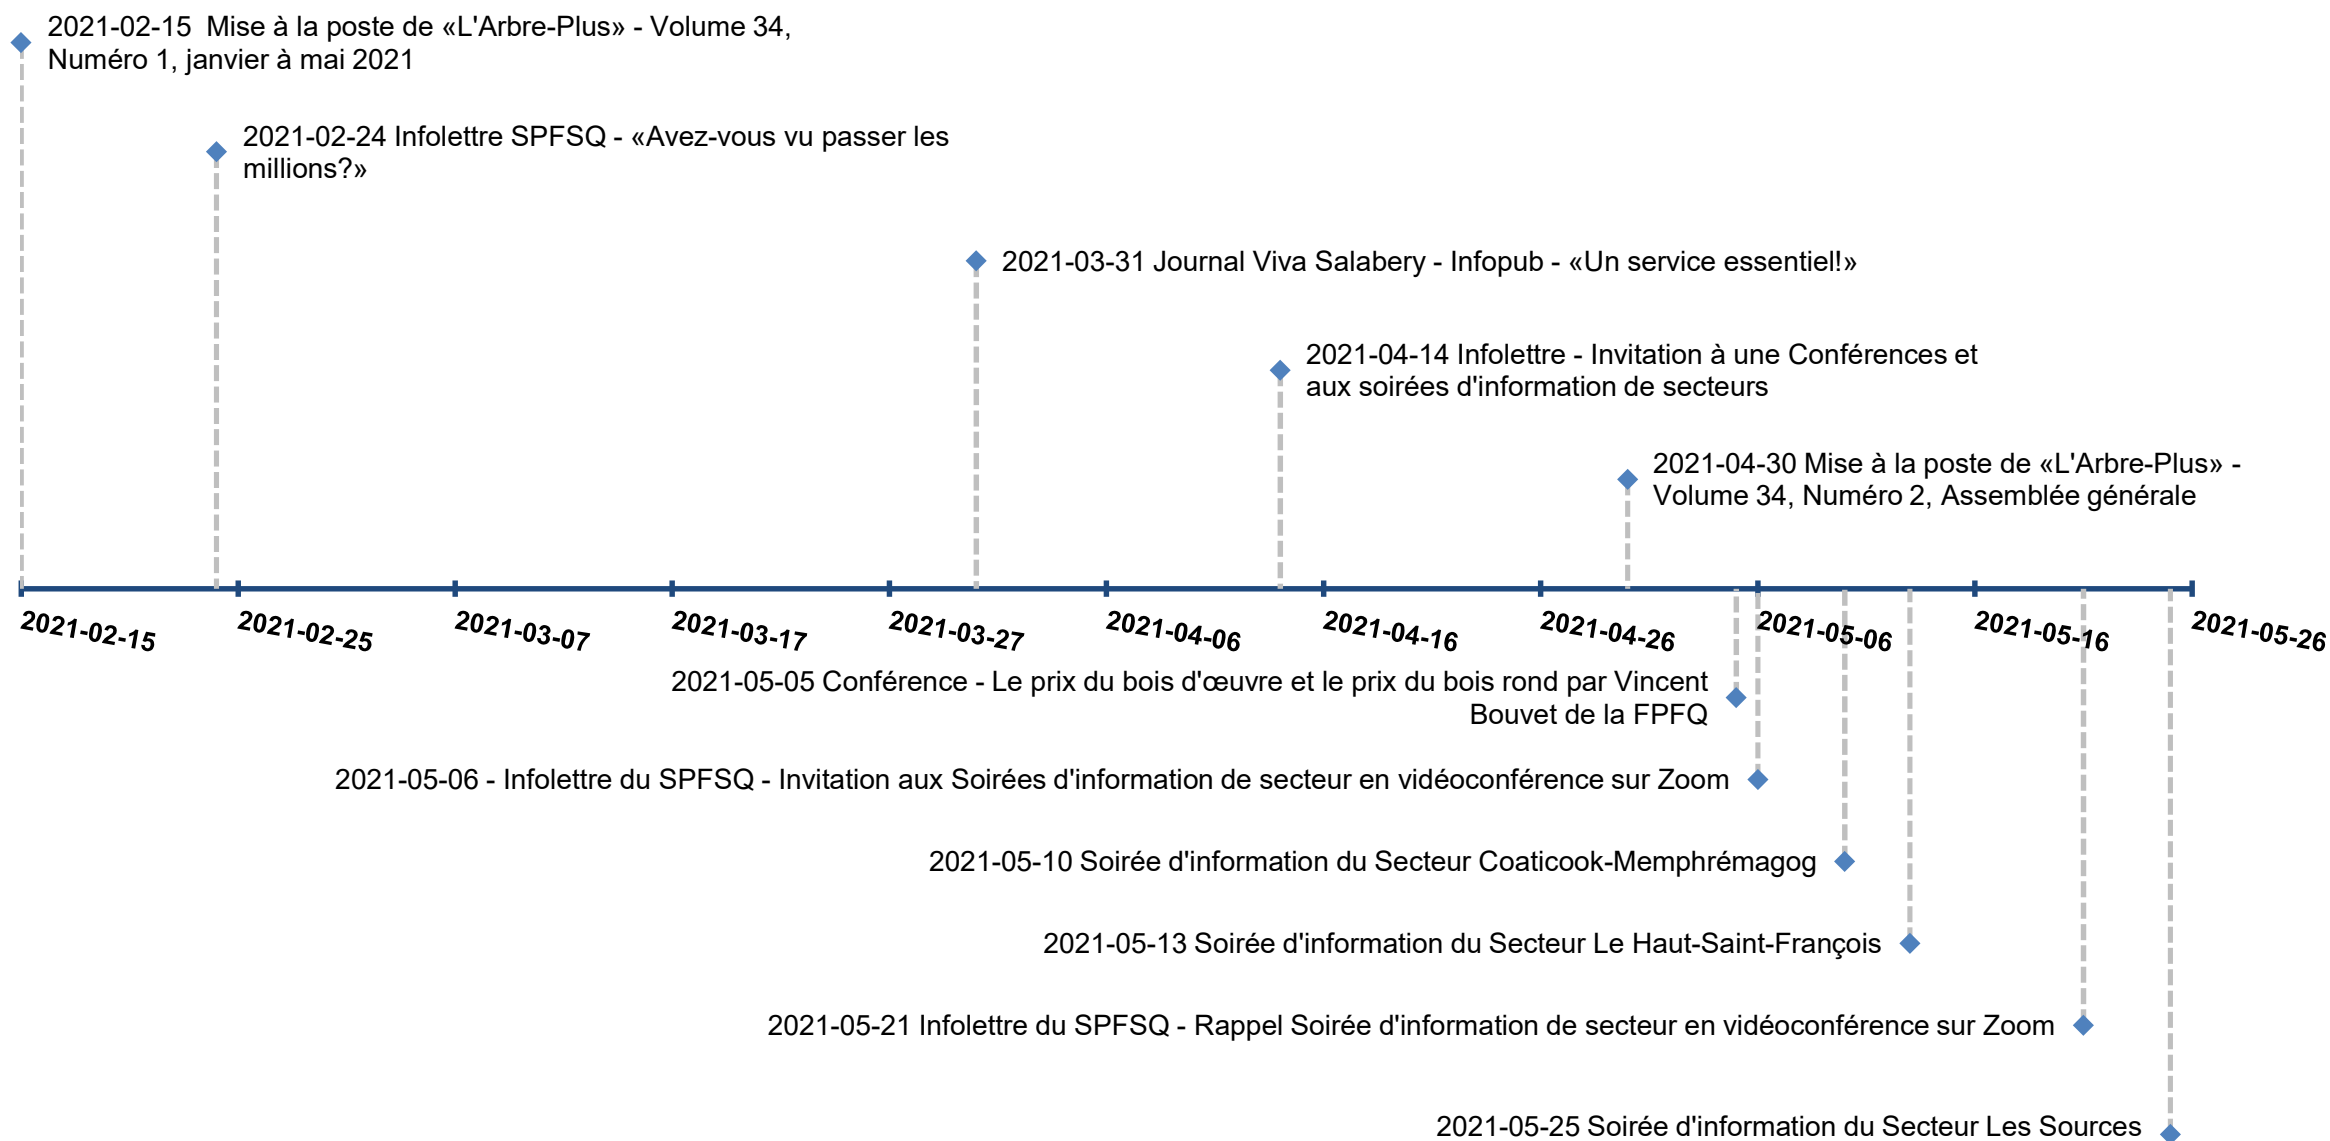 2021-02-15  Mise à la poste de «L'Arbre-Plus» - Volume 34,
Numéro 1, janvier à mai 2021
2021-02-24 Infolettre SPFSQ - «Avez-vous vu passer les
millions?»
2021-03-31 Journal Viva Salabery - Infopub - «Un service essentiel!»
2021-04-14 Infolettre - Invitation à une Conférences et
aux soirées d'information de secteurs
2021-04-30 Mise à la poste de «L'Arbre-Plus» -
Volume 34, Numéro 2, Assemblée générale
2021-02-15
2021-02-25
2021-03-07
2021-03-17
2021-03-27
2021-04-06
2021-04-16
2021-04-26
2021-05-06
2021-05-16
2021-05-26
2021-05-05 Conférence - Le prix du bois d'œuvre et le prix du bois rond par Vincent
Bouvet de la FPFQ
2021-05-06 - Infolettre du SPFSQ - Invitation aux Soirées d'information de secteur en vidéoconférence sur Zoom
2021-05-10 Soirée d'information du Secteur Coaticook-Memphrémagog
2021-05-13 Soirée d'information du Secteur Le Haut-Saint-François
2021-05-21 Infolettre du SPFSQ - Rappel Soirée d'information de secteur en vidéoconférence sur Zoom
2021-05-25 Soirée d'information du Secteur Les Sources